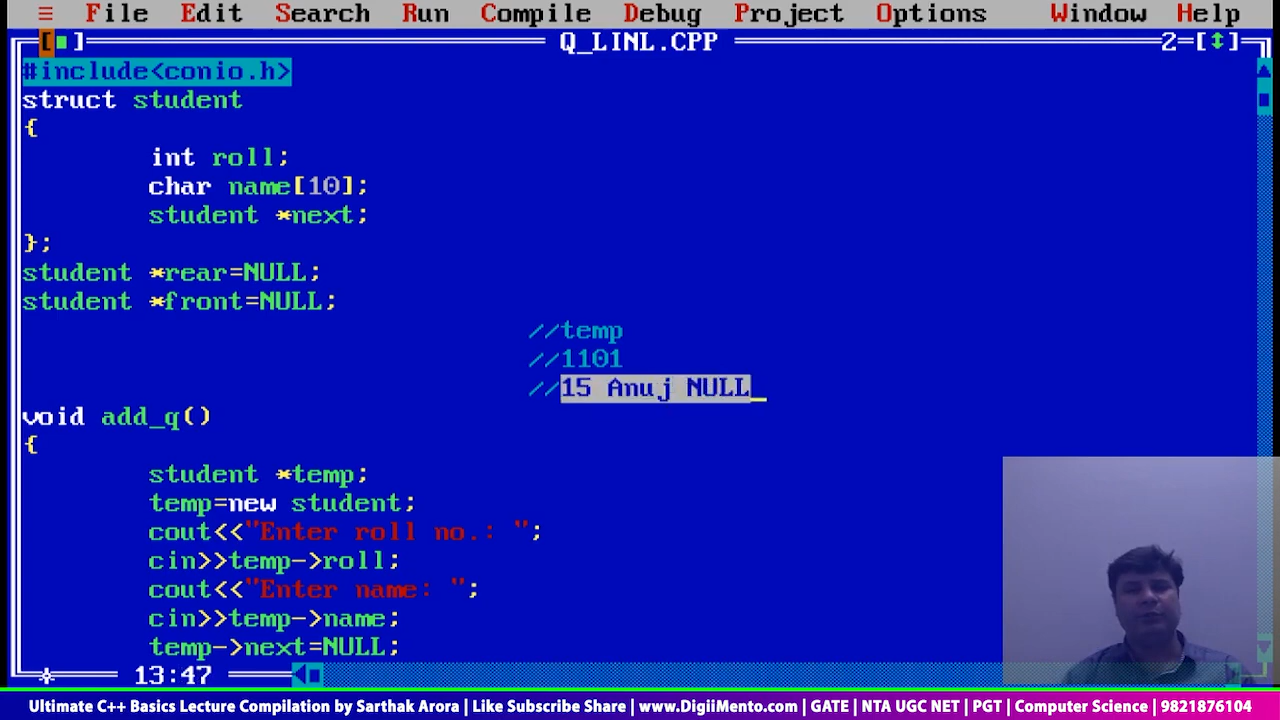 ≡ File Edit Search Run Compile Debug Project Options Window Help
[■] Q_LINL.CPP 2=[↕]
#include<conio.h>
struct student
{
int roll;
char name[10];
student *next;
};
student *rear=NULL;
student *front=NULL;
//temp
//1101
//15 Anuj NULL_
void add_q()
{
student *temp;
temp=new student;
cout<<"Enter roll no.: ";
cin>>temp->roll;
cout<<"Enter name: ";
cin>>temp->name;
temp->next=NULL;
13:47
Ultimate C++ Basics Lecture Compilation by Sarthak Arora | Like Subscribe Share | www.DigiiMento.com | GATE | NTA UGC NET | PGT | Computer Science | 9821876104